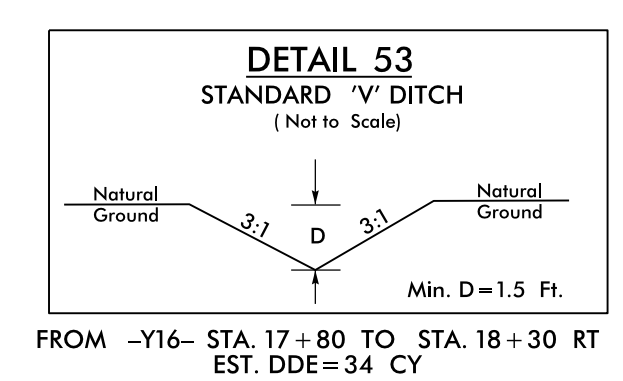 DETAIL 53
STANDARD 'V' DITCH
( Not to Scale)
Natural
Ground
3:1
D
3:1
Natural
Ground
Min. D=1.5 Ft.
FROM -Y16- STA. 17+80 TO STA. 18+30 RT
EST. DDE=34 CY